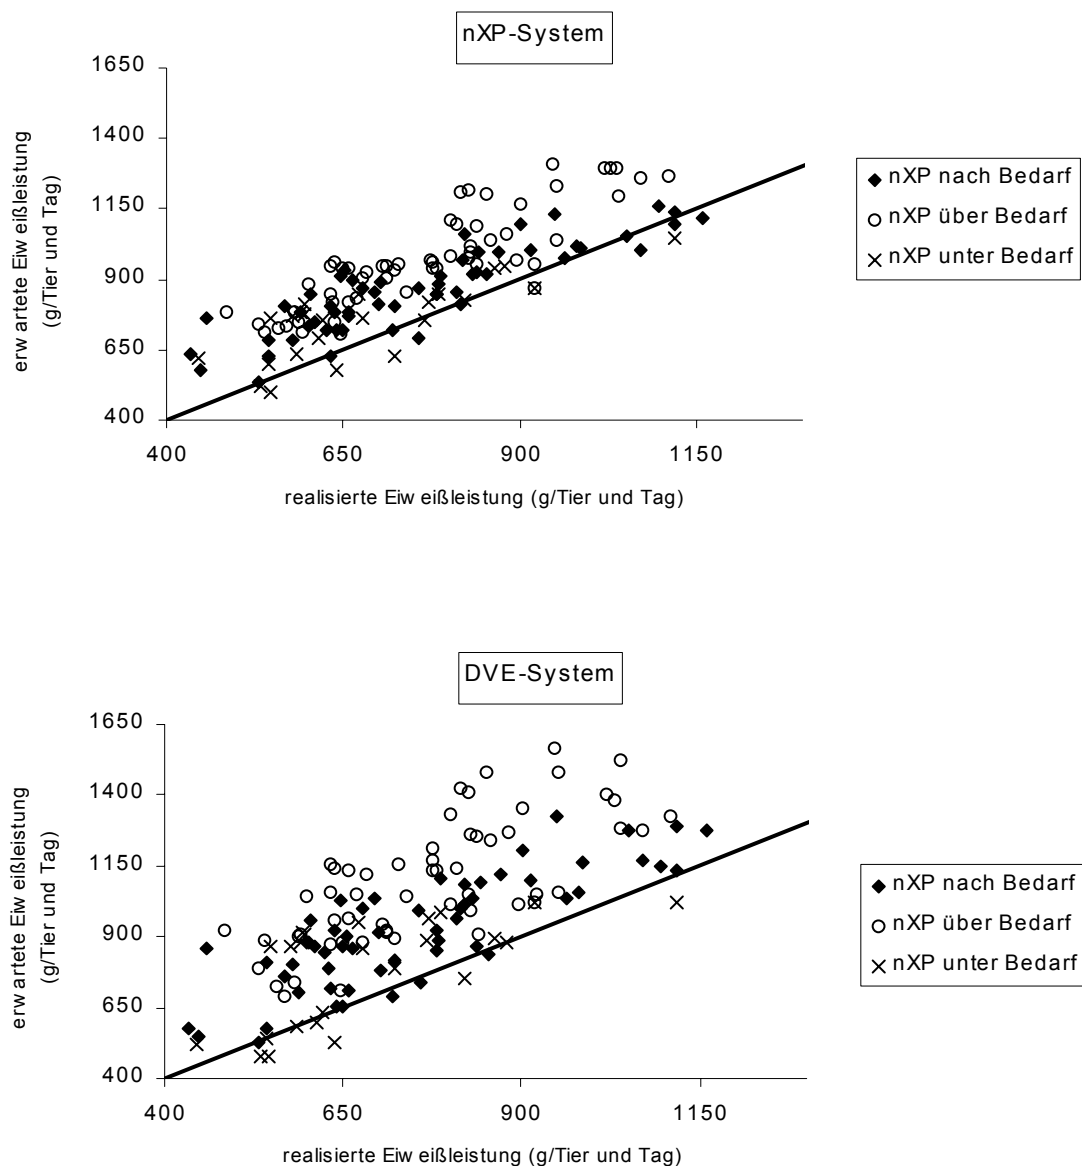 nXP-System
1650
1400
1150
900
650
400
erw artete Eiw eißleistung
(g/Tier und Tag)
400 650 900 1150
realisierte Eiw eißleistung (g/Tier und Tag)
nXP nach Bedarf
nXP über Bedarf
nXP unter Bedarf
DVE-System
1650
1400
1150
900
650
400
erw artete Eiw eißleistung
(g/Tier und Tag)
400 650 900 1150
realisierte Eiw eißleistung (g/Tier und Tag)
nXP nach Bedarf
nXP über Bedarf
nXP unter Bedarf